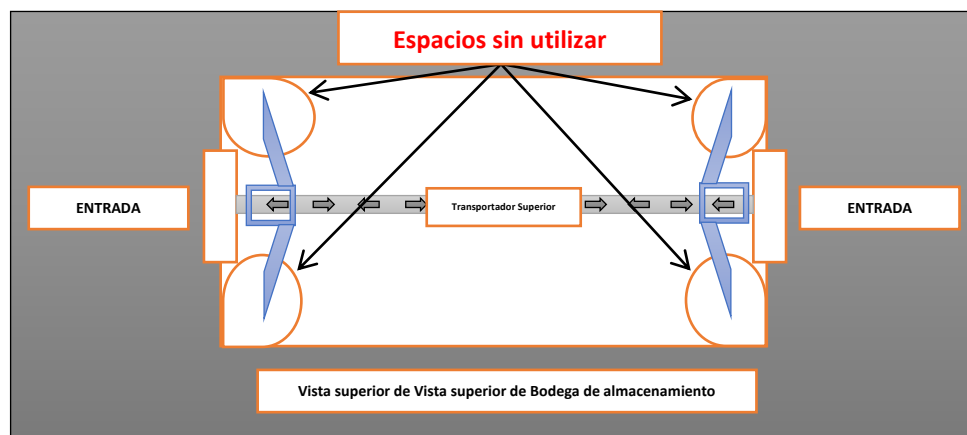 Espacios sin utilizar
ENTRADA
Transportador Superior
ENTRADA
Vista superior de Vista superior de Bodega de almacenamiento